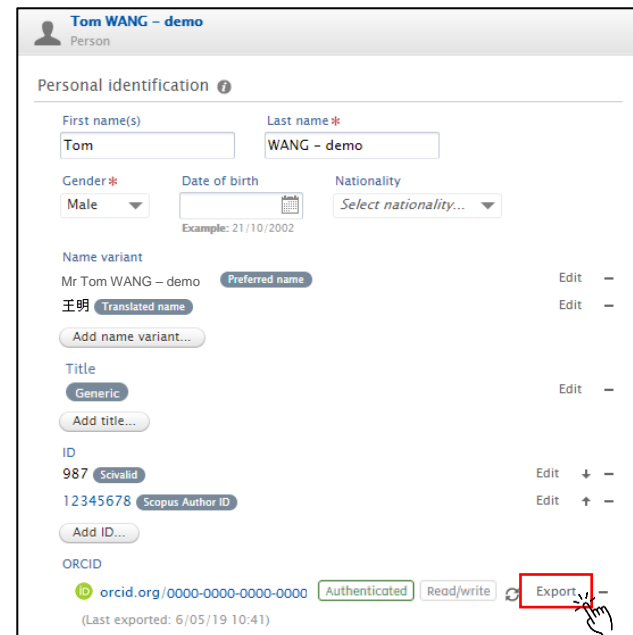 Tom WANG – demo
Person
Personal identification i
First name(s) Last name*
Tom WANG – demo
Gender* Date of birth Nationality
Male Select nationality...
Example: 21/10/2002
Name variant
Mr Tom WANG – demo Preferred name Edit –
王明 Translated name Edit –
Add name variant...
Title
Generic Edit –
Add title...
ID
987 Scivalid Edit ↓ –
12345678 Scopus Author ID Edit ↑ –
Add ID...
ORCID
iD orcid.org/0000-0000-0000-0000 Authenticated Read/write Export –
(Last exported: 6/05/19 10:41)